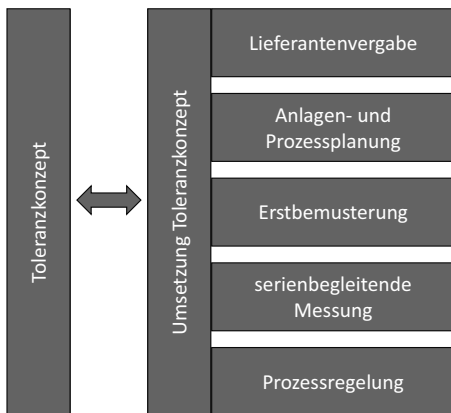 Toleranzkonzept
Umsetzung Toleranzkonzept
Lieferantenvergabe
Anlagen- und
Prozessplanung
Erstbemusterung
serienbegleitende
Messung
Prozessregelung